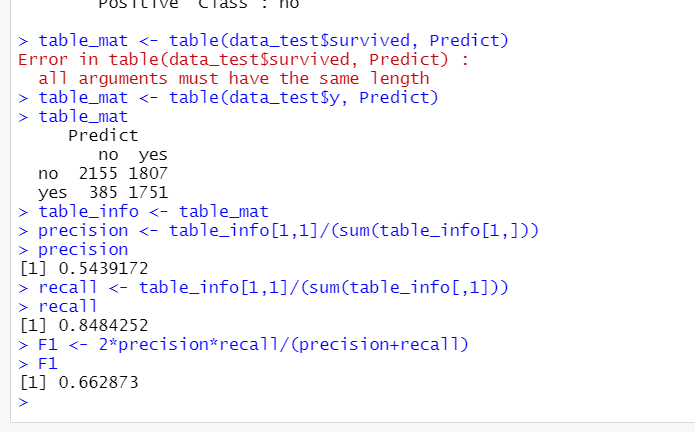 'Positive' Class : no
> table_mat <- table(data_test$survived, Predict)
Error in table(data_test$survived, Predict) :
  all arguments must have the same length
> table_mat <- table(data_test$y, Predict)
> table_mat
     Predict
        no  yes
  no  2155 1807
  yes  385 1751
> table_info <- table_mat
> precision <- table_info[1,1]/(sum(table_info[1,]))
> precision
[1] 0.5439172
> recall <- table_info[1,1]/(sum(table_info[,1]))
> recall
[1] 0.8484252
> F1 <- 2*precision*recall/(precision+recall)
> F1
[1] 0.662873
>